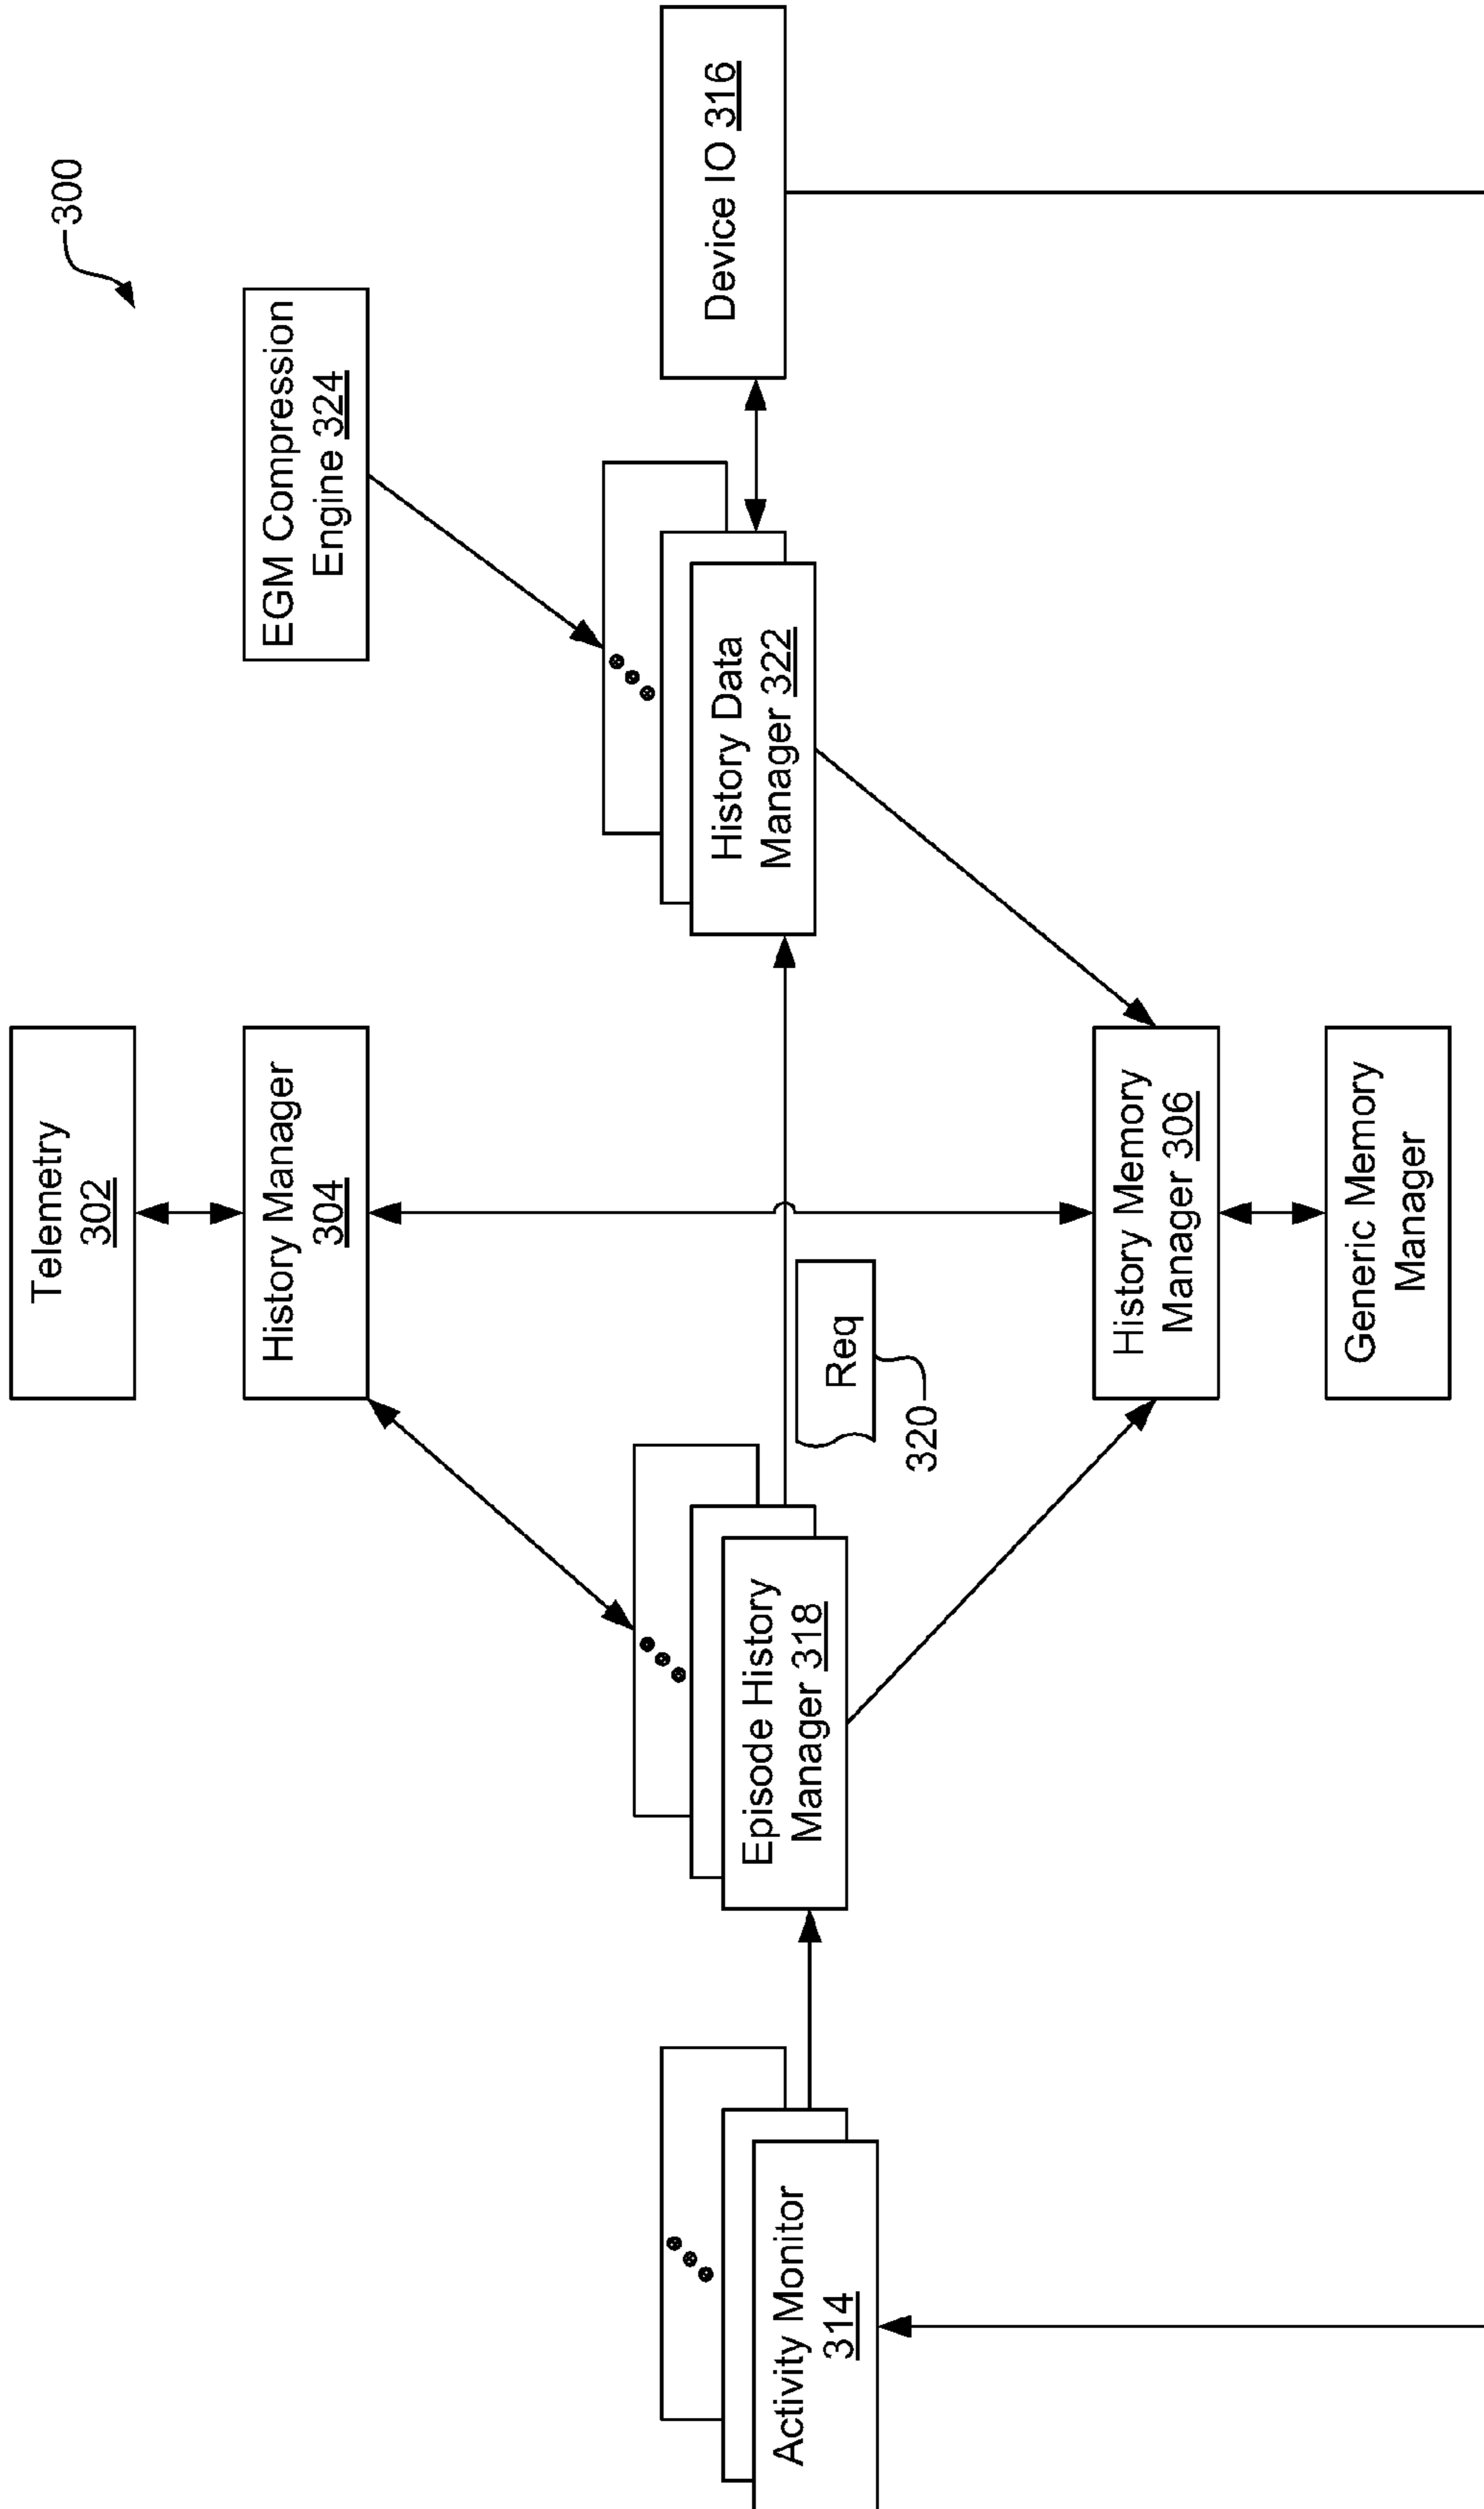 300
Telemetry
302
EGM Compression
Engine 324
History Manager
304
Device IO 316
History Data
Manager 322
Episode History
Manager 318
Activity Monitor
314
Req
320
History Memory
Manager 306
Generic Memory
Manager